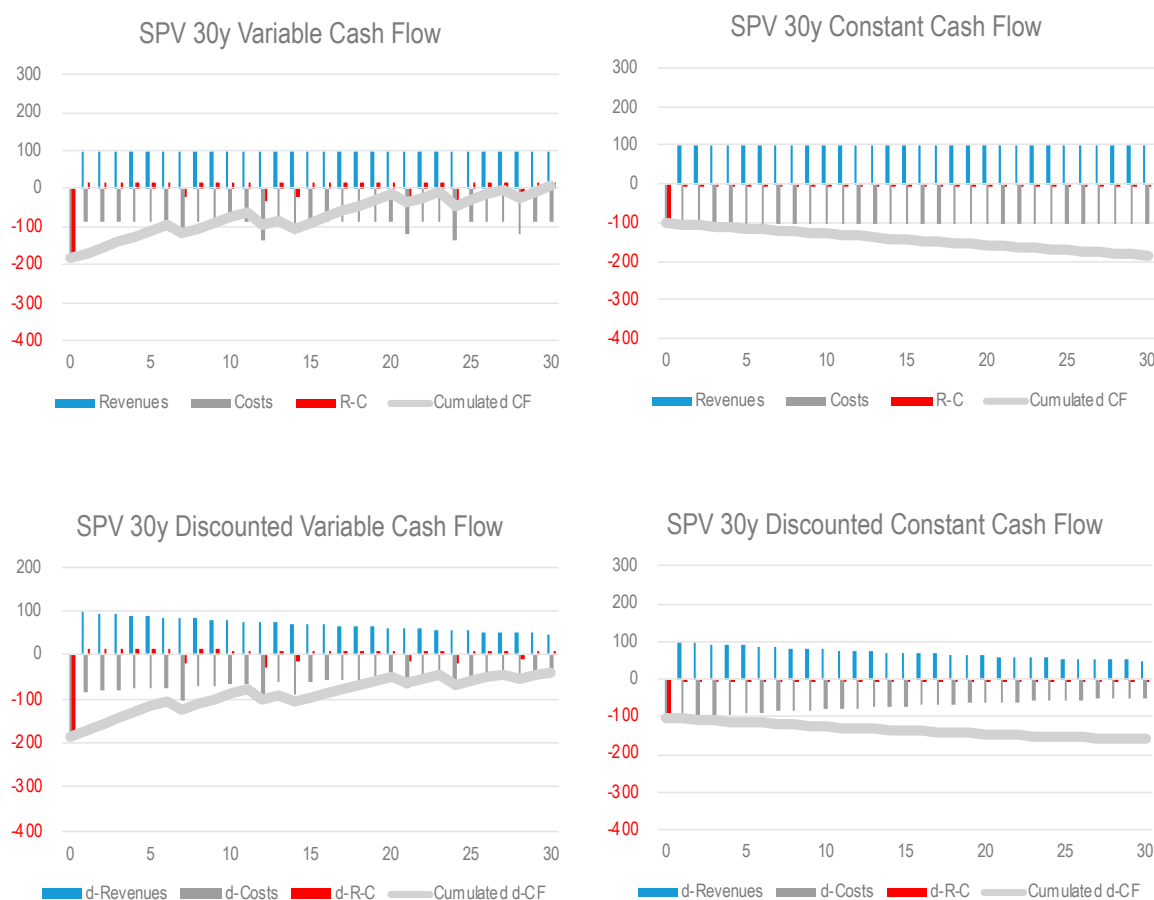 SPV 30y Variable Cash Flow
300
200
100
0
-100
-200
-300
-400
0 5 10 15 20 25 30
Revenues Costs R-C Cumulated CF
SPV 30y Constant Cash Flow
300
200
100
0
-100
-200
-300
-400
0 5 10 15 20 25 30
Revenues Costs R-C Cumulated CF
SPV 30y Discounted Variable Cash Flow
200
100
0
-100
-200
-300
-400
0 5 10 15 20 25 30
d-Revenues d-Costs d-R-C Cumulated d-CF
SPV 30y Discounted Constant Cash Flow
300
200
100
0
-100
-200
-300
-400
0 5 10 15 20 25 30
d-Revenues d-Costs d-R-C Cumulated d-CF